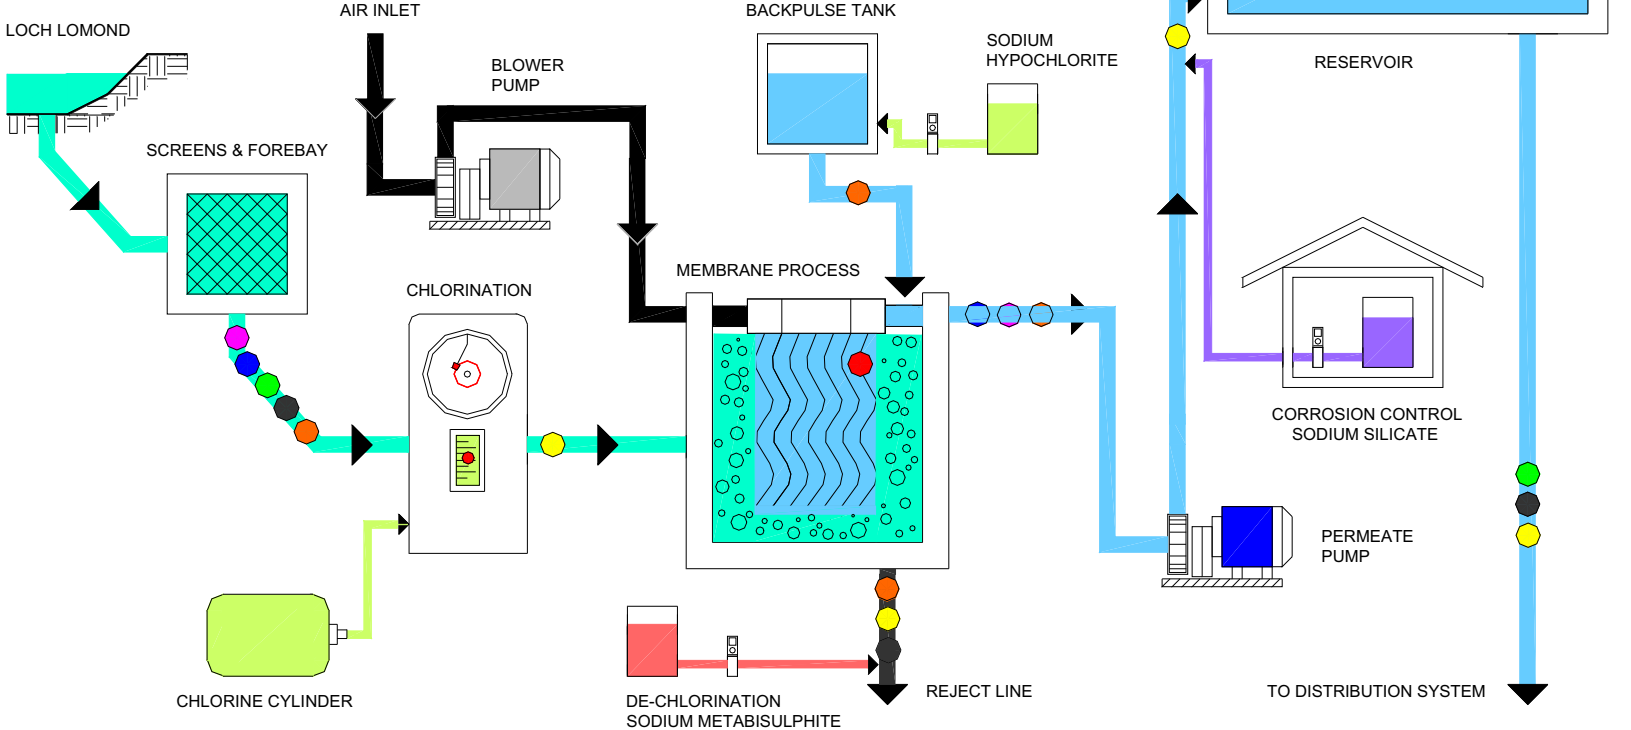 AIR INLET
BACKPULSE TANK
LOCH LOMOND
SODIUM
HYPOCHLORITE
BLOWER
PUMP
RESERVOIR
SCREENS & FOREBAY
MEMBRANE PROCESS
CHLORINATION
CORROSION CONTROL
SODIUM SILICATE
PERMEATE
PUMP
CHLORINE CYLINDER
DE-CHLORINATION
SODIUM METABISULPHITE
REJECT LINE
TO DISTRIBUTION SYSTEM